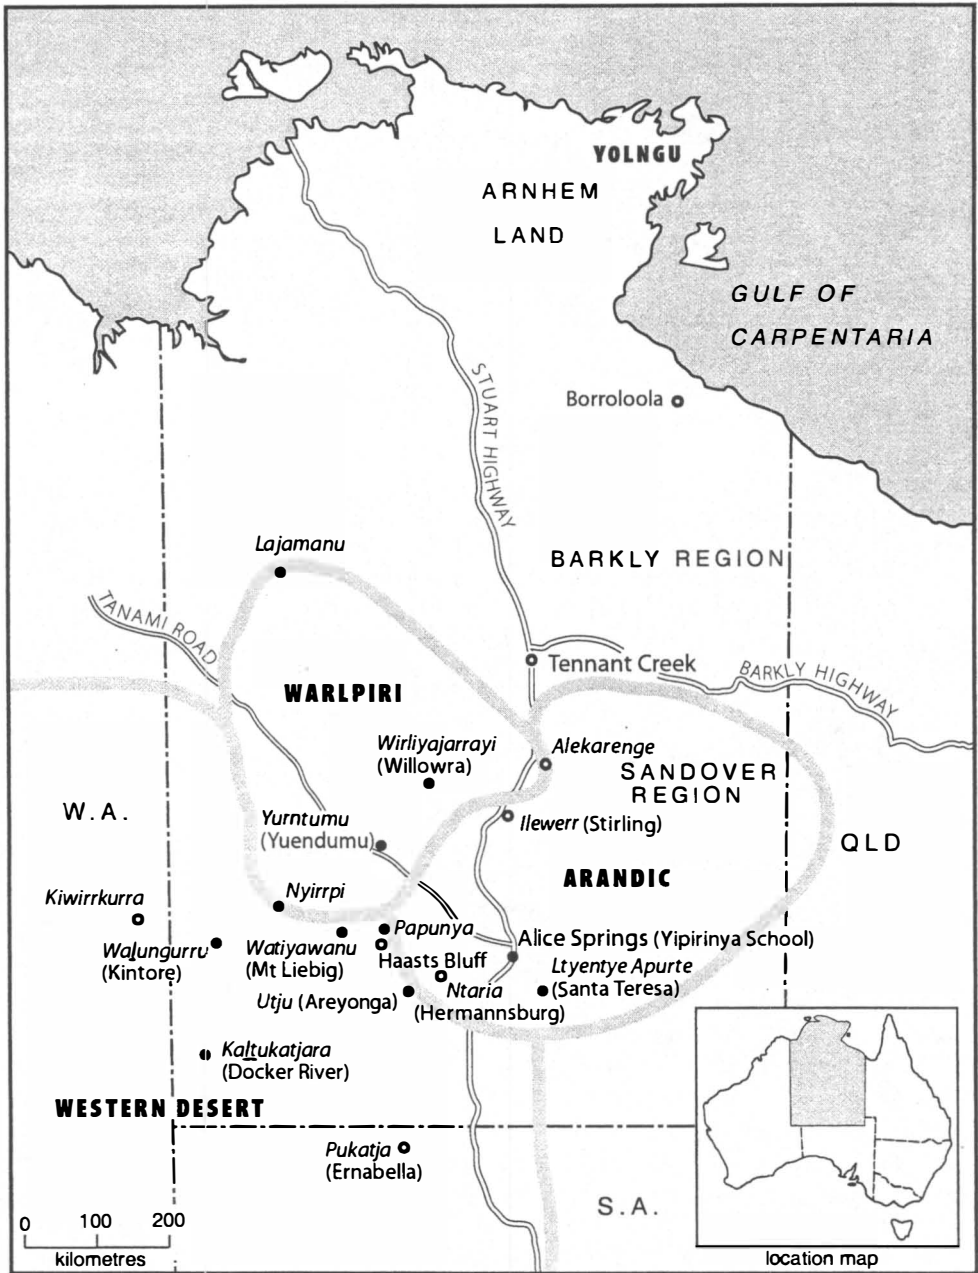 YOLNGU
ARNHEM
LAND
GULF OF
CARPENTARIA
STUART HIGHWAY
Borroloola
Lajamanu
BARKLY REGION
TANAMI ROAD
Tennant Creek
BARKLY HIGHWAY
WARLPIRI
Wirliyajarrayi
(Willowra)
Alekarenge
SANDOVER
REGION
W.A.
Yurntumu
(Yuendumu)
Ilewerr (Stirling)
QLD
ARANDIC
Kiwirrkurra
Nyirrpi
Walungurru
(Kintore)
Watiyawanu
(Mt Liebig)
Papunya
Haasts Bluff
Alice Springs (Yipirinya School)
Ltyentye Apurte
(Santa Teresa)
Utju (Areyonga)
Ntaria
(Hermannsburg)
Kaltukatjara
(Docker River)
WESTERN DESERT
Pukatja
(Ernabella)
S.A.
0 100 200
kilometres
location map